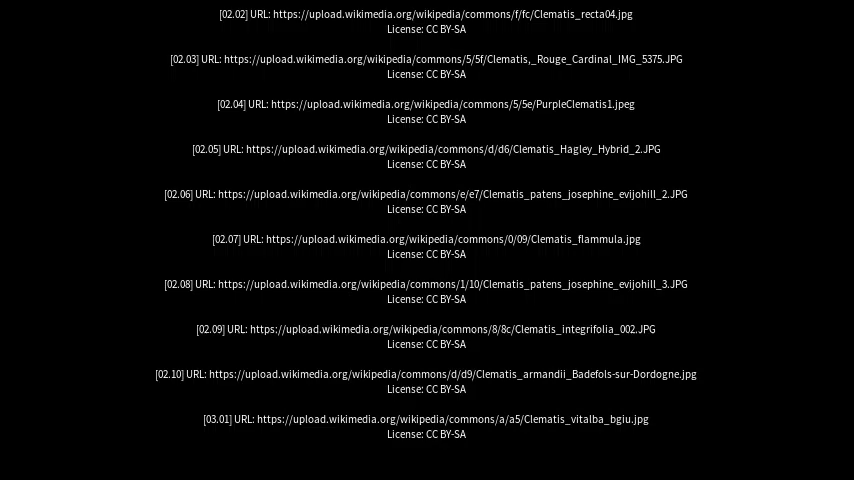 [02.02] URL: https://upload.wikimedia.org/wikipedia/commons/f/fc/Clematis_recta04.jpg
License: CC BY-SA
[02.03] URL: https://upload.wikimedia.org/wikipedia/commons/5/5f/Clematis,_Rouge_Cardinal_IMG_5375.JPG
License: CC BY-SA
[02.04] URL: https://upload.wikimedia.org/wikipedia/commons/5/5e/PurpleClematis1.jpeg
License: CC BY-SA
[02.05] URL: https://upload.wikimedia.org/wikipedia/commons/d/d6/Clematis_Hagley_Hybrid_2.JPG
License: CC BY-SA
[02.06] URL: https://upload.wikimedia.org/wikipedia/commons/e/e7/Clematis_patens_josephine_evijohill_2.JPG
License: CC BY-SA
[02.07] URL: https://upload.wikimedia.org/wikipedia/commons/0/09/Clematis_flammula.jpg
License: CC BY-SA
[02.08] URL: https://upload.wikimedia.org/wikipedia/commons/1/10/Clematis_patens_josephine_evijohill_3.JPG
License: CC BY-SA
[02.09] URL: https://upload.wikimedia.org/wikipedia/commons/8/8c/Clematis_integrifolia_002.JPG
License: CC BY-SA
[02.10] URL: https://upload.wikimedia.org/wikipedia/commons/d/d9/Clematis_armandii_Badefols-sur-Dordogne.jpg
License: CC BY-SA
[03.01] URL: https://upload.wikimedia.org/wikipedia/commons/a/a5/Clematis_vitalba_bgiu.jpg
License: CC BY-SA